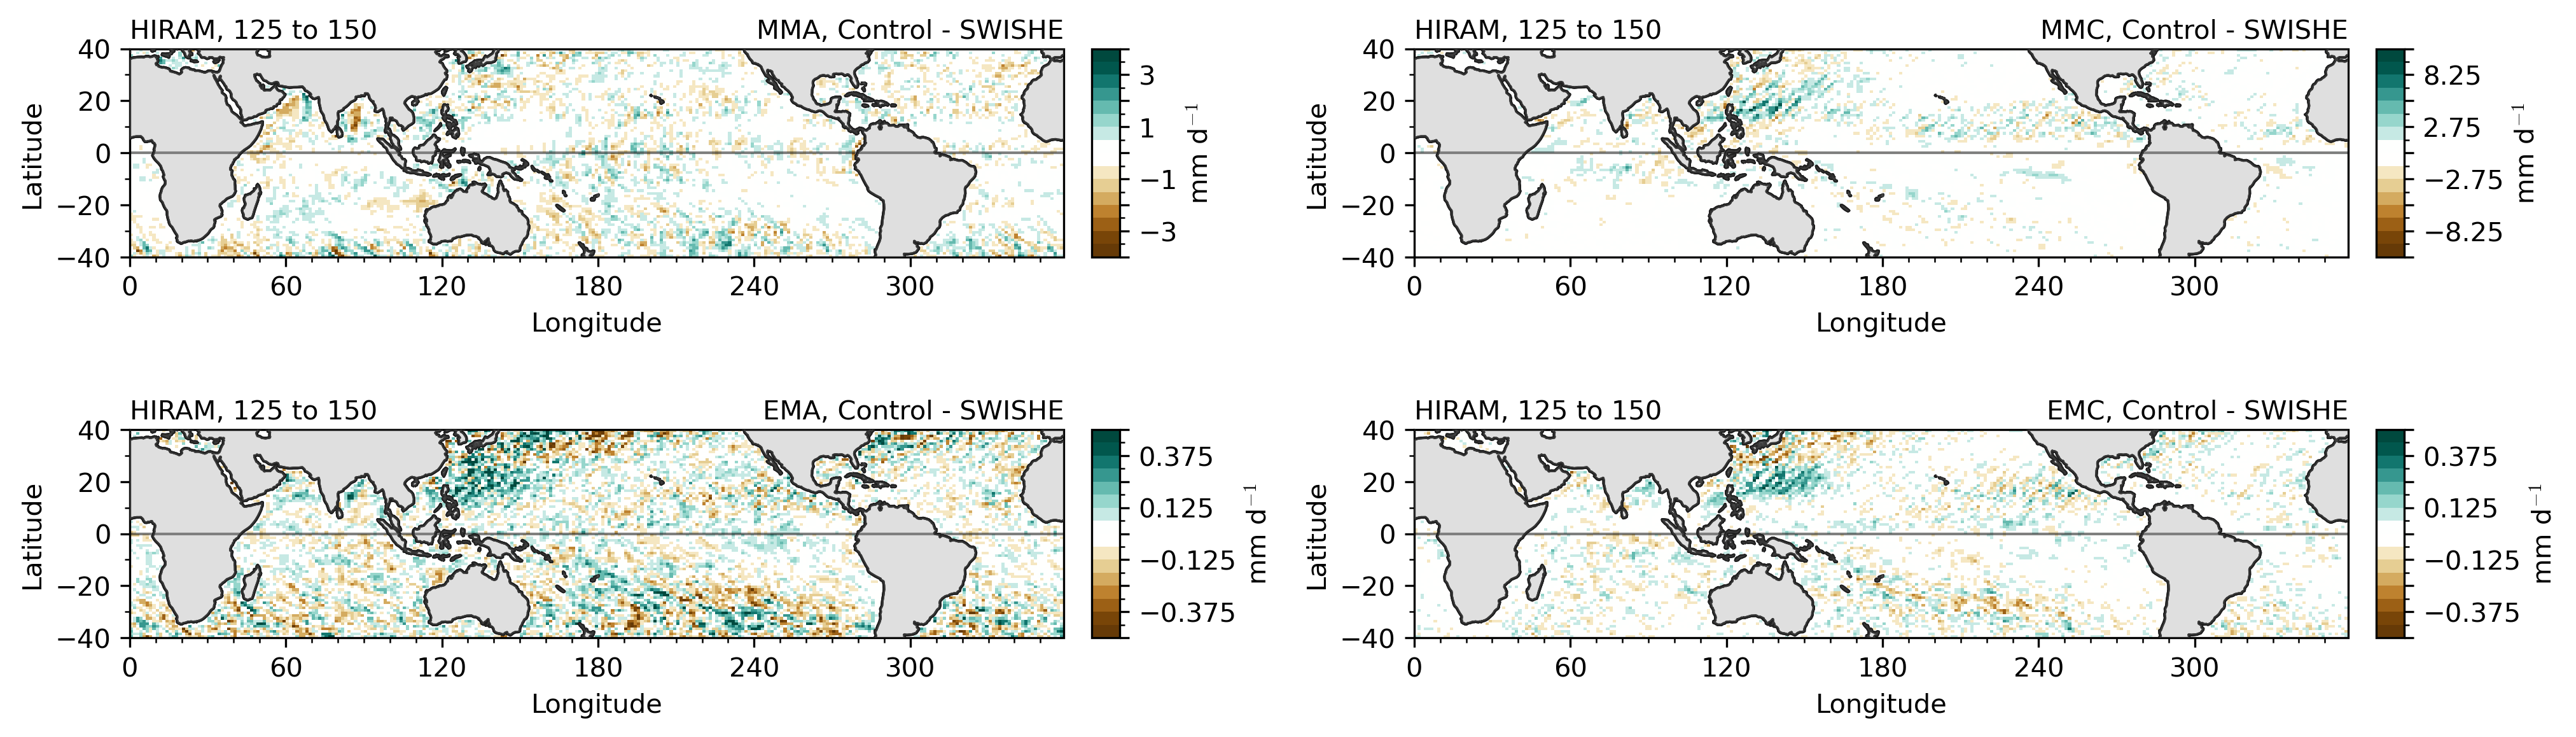 HIRAM, 125 to 150 MMA, Control - SWISHE
40
20
0
−20
−40
Latitude
0 60 120 180 240 300
Longitude
3
1
−1
−3
mm d⁻¹
HIRAM, 125 to 150 MMC, Control - SWISHE
40
20
0
−20
−40
Latitude
0 60 120 180 240 300
Longitude
8.25
2.75
−2.75
−8.25
mm d⁻¹
HIRAM, 125 to 150 EMA, Control - SWISHE
40
20
0
−20
−40
Latitude
0 60 120 180 240 300
Longitude
0.375
0.125
−0.125
−0.375
mm d⁻¹
HIRAM, 125 to 150 EMC, Control - SWISHE
40
20
0
−20
−40
Latitude
0 60 120 180 240 300
Longitude
0.375
0.125
−0.125
−0.375
mm d⁻¹